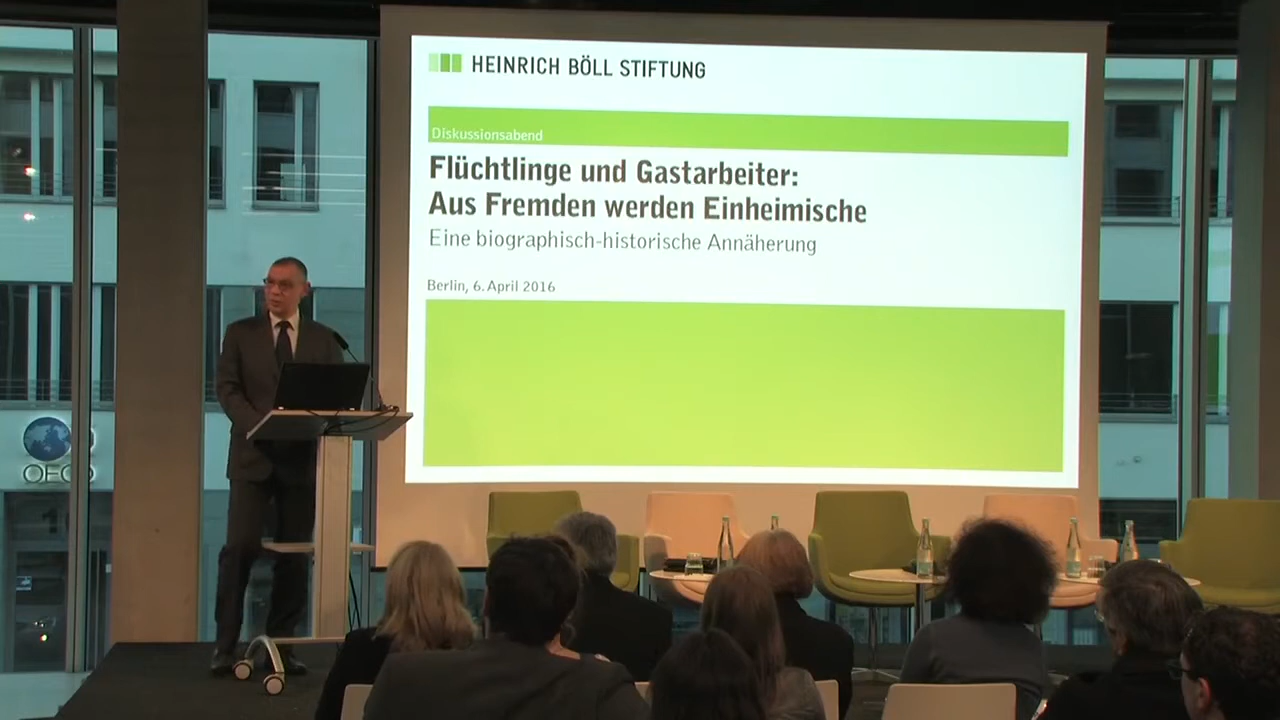 HEINRICH BÖLL STIFTUNG
Diskussionsabend
Flüchtlinge und Gastarbeiter:
Aus Fremden werden Einheimische
Eine biographisch-historische Annäherung
Berlin, 6. April 2016
OECD